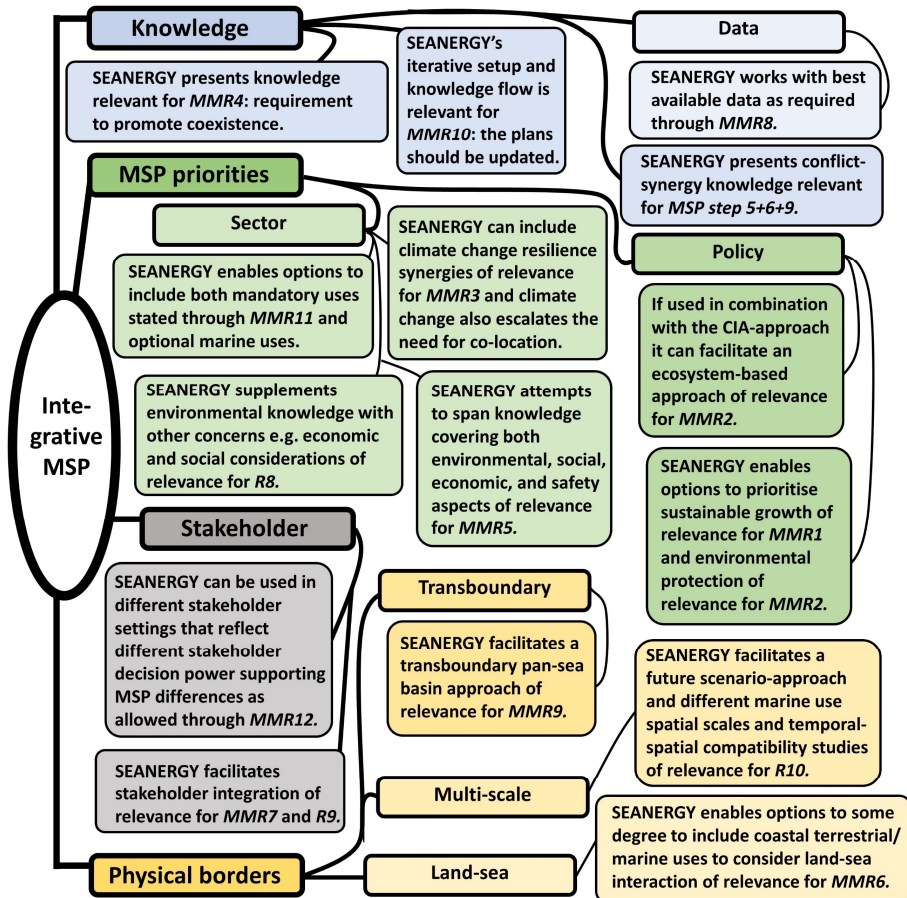 Knowledge
SEANERGY presents knowledge
relevant for MMR4: requirement
to promote coexistence.
SEANERGY’s
iterative setup and
knowledge flow is
relevant for
MMR10: the plans
should be updated.
Data
SEANERGY works with best
available data as required
through MMR8.
SEANERGY presents conflict-
synergy knowledge relevant
for MSP step 5+6+9.
MSP priorities
Sector
SEANERGY enables options to
include both mandatory uses
stated through MMR11 and
optional marine uses.
SEANERGY can include
climate change resilience
synergies of relevance
for MMR3 and climate
change also escalates the
need for co-location.
SEANERGY supplements
environmental knowledge with
other concerns e.g. economic
and social considerations of
relevance for R8.
SEANERGY attempts
to span knowledge
covering both
environmental, social,
economic, and safety
aspects of relevance
for MMR5.
Policy
If used in combination
with the CIA-approach
it can facilitate an
ecosystem-based
approach of relevance
for MMR2.
SEANERGY enables
options to prioritise
sustainable growth of
relevance for MMR1
and environmental
protection of
relevance for MMR2.
Inte-
grative
MSP
Stakeholder
SEANERGY can be used in
different stakeholder
settings that reflect
different stakeholder
decision power supporting
MSP differences as
allowed through MMR12.
SEANERGY facilitates
stakeholder integration of
relevance for MMR7 and R9.
Physical borders
Transboundary
SEANERGY facilitates a
transboundary pan-sea
basin approach of
relevance for MMR9.
Multi-scale
SEANERGY facilitates a
future scenario-approach
and different marine use
spatial scales and temporal-
spatial compatibility studies
of relevance for R10.
Land-sea
SEANERGY enables options to some
degree to include coastal terrestrial/
marine uses to consider land-sea
interaction of relevance for MMR6.